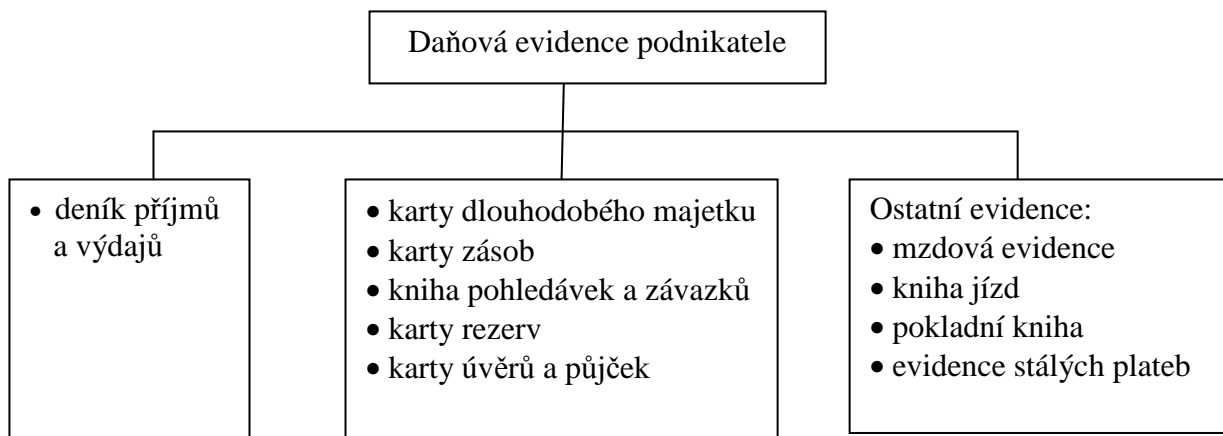 Daňová evidence podnikatele
• deník příjmů
a výdajů
• karty dlouhodobého majetku
• karty zásob
• kniha pohledávek a závazků
• karty rezerv
• karty úvěrů a půjček
Ostatní evidence:
• mzdová evidence
• kniha jízd
• pokladní kniha
• evidence stálých plateb